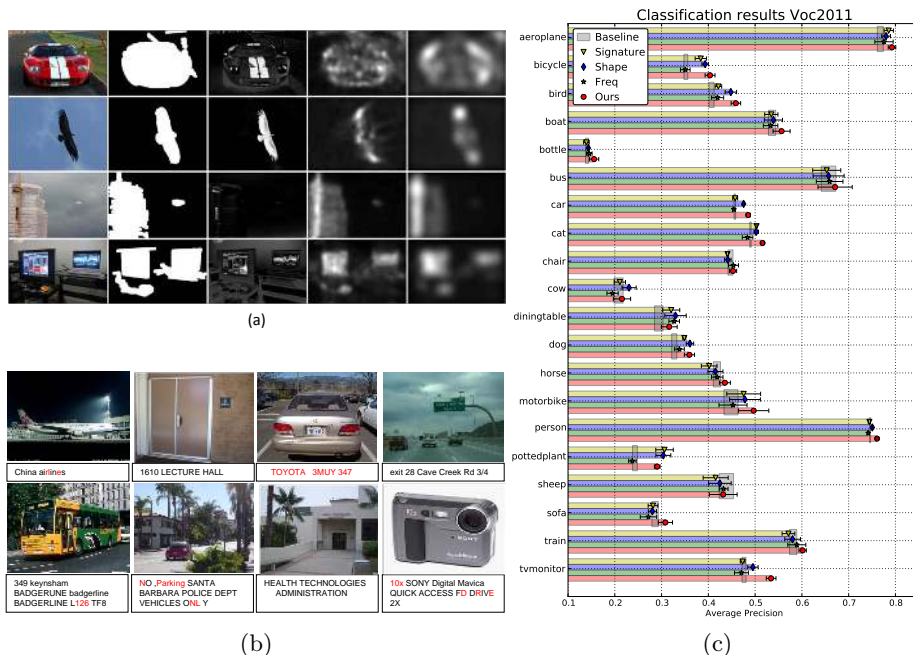 (a)
China airlines
1610 LECTURE HALL
TOYOTA 3MUY 347
exit 28 Cave Creek Rd 3/4
349 keynsham
BADGERUNE badgerline
BADGERLINE L126 TF8
NO ,Parking SANTA
BARBARA POLICE DEPT
VEHICLES ONL Y
HEALTH TECHNOLOGIES
ADMINISTRATION
10x SONY Digital Mavica
QUICK ACCESS FD DRIVE
2X
(b)
Classification results Voc2011
Baseline
Signature
Shape
Freq
Ours
aeroplane
bicycle
bird
boat
bottle
bus
car
cat
chair
cow
diningtable
dog
horse
motorbike
person
pottedplant
sheep
sofa
train
tvmonitor
0.1 0.2 0.3 0.4 0.5 0.6 0.7 0.8
Average Precision
(c)